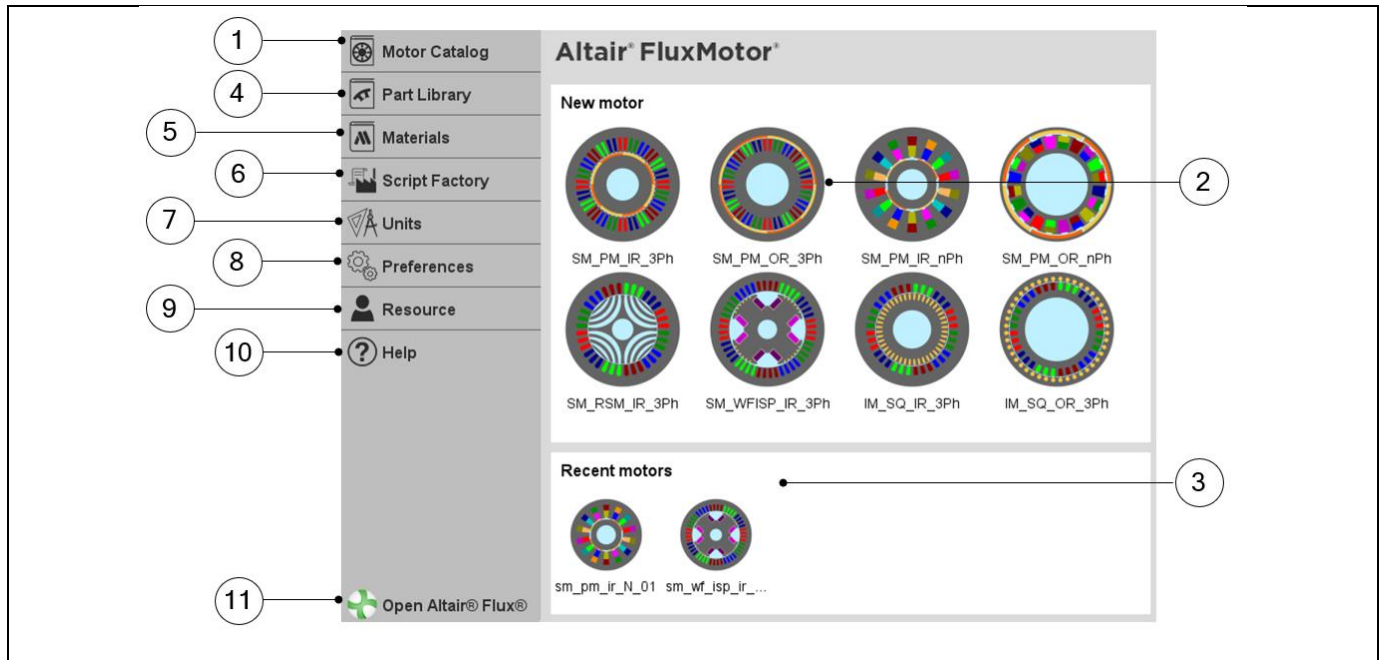 1
Motor Catalog
4
Part Library
5
Materials
6
Script Factory
7
Units
8
Preferences
9
Resource
10
Help
11
Open Altair® Flux®
Altair® FluxMotor®
New motor
SM_PM_IR_3Ph SM_PM_OR_3Ph SM_PM_IR_nPh SM_PM_OR_nPh
2
SM_RSM_IR_3Ph SM_WFISP_IR_3Ph IM_SQ_IR_3Ph IM_SQ_OR_3Ph
Recent motors
3
sm_pm_ir_N_01 sm_wf_isp_ir_...